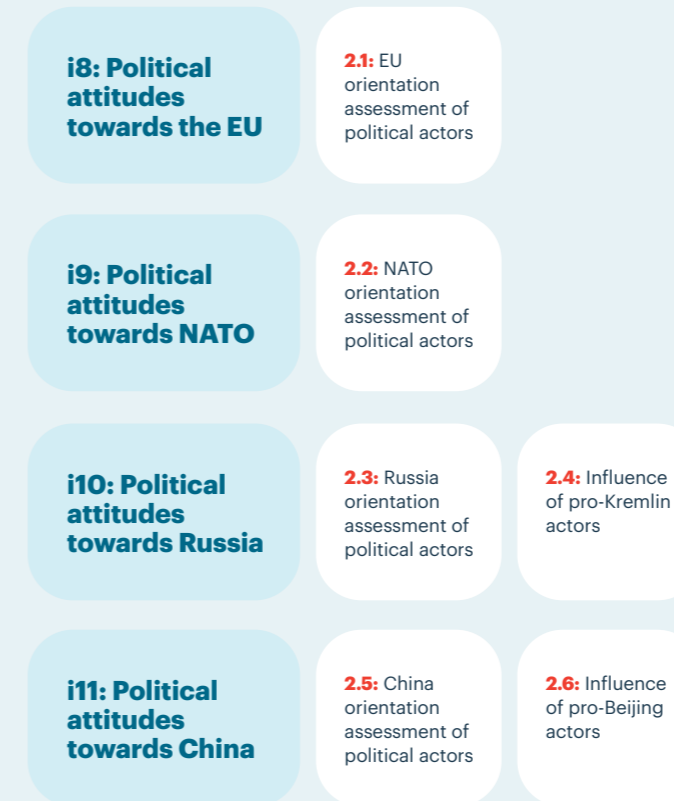 i8: Political
attitudes
towards the EU
2.1: EU
orientation
assessment of
political actors
i9: Political
attitudes
towards NATO
2.2: NATO
orientation
assessment of
political actors
i10: Political
attitudes
towards Russia
2.3: Russia
orientation
assessment of
political actors
2.4: Influence
of pro-Kremlin
actors
i11: Political
attitudes
towards China
2.5: China
orientation
assessment of
political actors
2.6: Influence
of pro-Beijing
actors